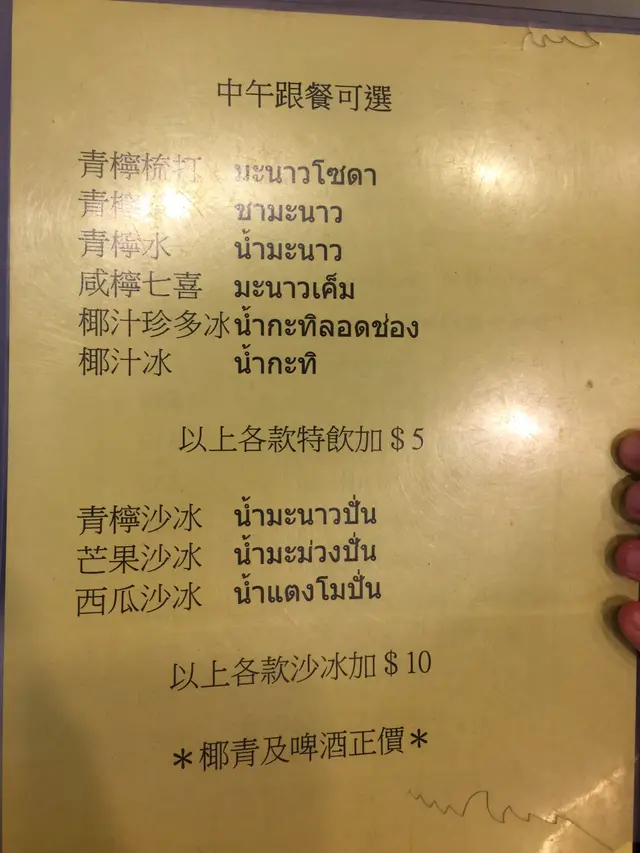 中午跟餐可選
青檸梳打 มะนาวโซดา
青檸 ชามะนาว
青檸水 น้ำมะนาว
咸檸七喜 มะนาวเค็ม
椰汁珍多冰 น้ำกะทิลอดช่อง
椰汁冰 น้ำกะทิ
以上各款特飲加 $ 5
青檸沙冰 น้ำมะนาวปั่น
芒果沙冰 น้ำมะม่วงปั่น
西瓜沙冰 น้ำแตงโมปั่น
以上各款沙冰加 $ 10
*椰青及啤酒正價*